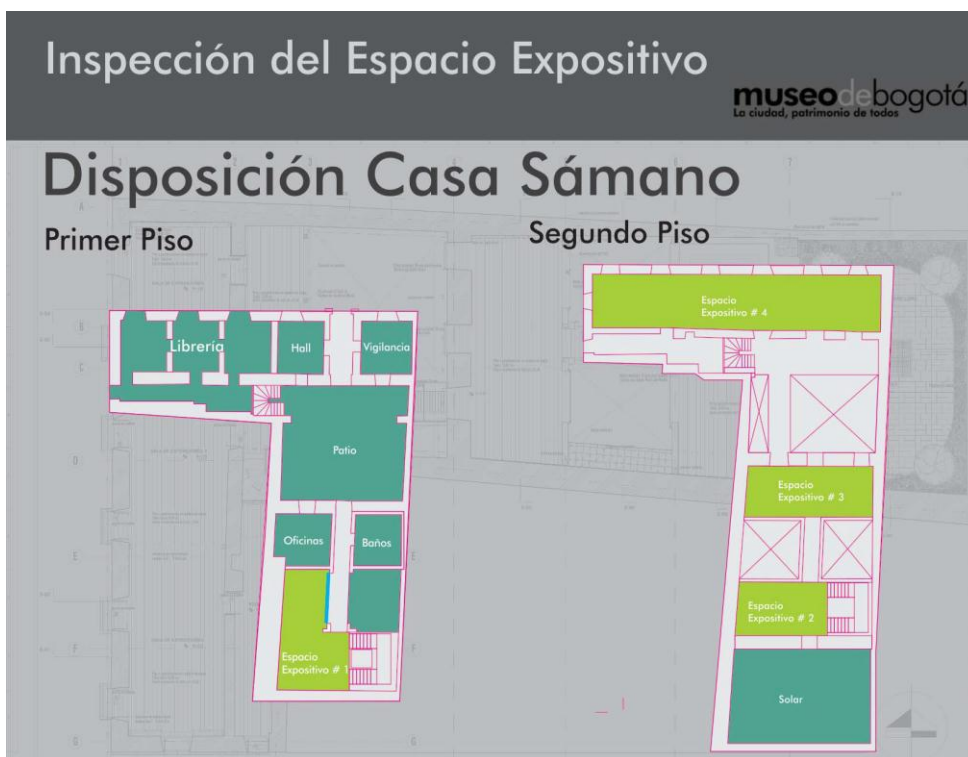 Inspección del Espacio Expositivo
museodebogotá
La ciudad, patrimonio de todos
Disposición Casa Sámano
Primer Piso
Segundo Piso
Librería
Hall
Vigilancia
Patio
Oficinas
Baños
Espacio
Expositivo # 1
Espacio
Expositivo # 4
Espacio
Expositivo # 3
Espacio
Expositivo # 2
Solar